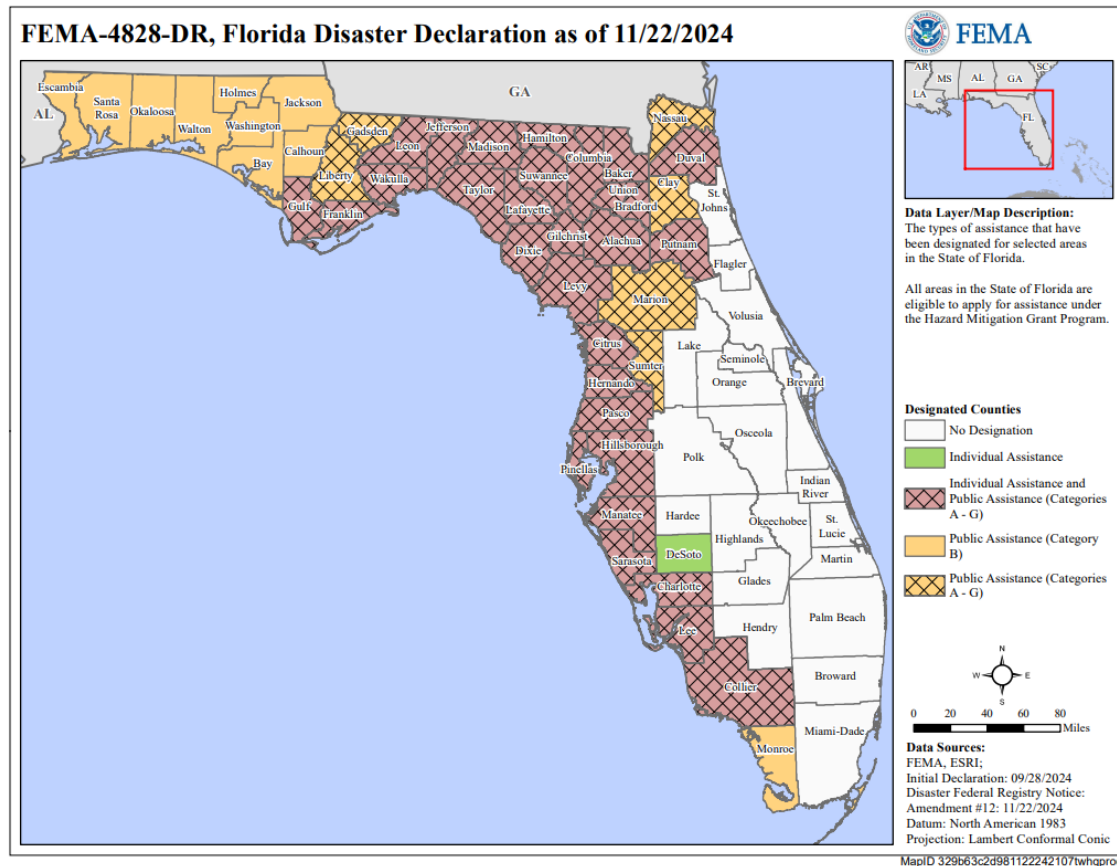 FEMA-4828-DR, Florida Disaster Declaration as of 11/22/2024
FEMA
AR
MS
AL
GA
SC
LA
FL
GA
AL
Escambia
Santa
Rosa
Okaloosa
Walton
Holmes
Washington
Bay
Jackson
Calhoun
Gulf
Gadsden
Liberty
Franklin
Leon
Wakulla
Jefferson
Madison
Taylor
Hamilton
Suwannee
Lafayette
Dixie
Columbia
Gilchrist
Levy
Baker
Union
Bradford
Alachua
Nassau
Duval
Clay
St.
Johns
Putnam
Flagler
Marion
Volusia
Citrus
Sumter
Lake
Seminole
Orange
Brevard
Hernando
Pasco
Hillsborough
Pinellas
Polk
Osceola
Indian
River
Manatee
Hardee
Highlands
Okeechobee
St.
Lucie
Sarasota
DeSoto
Martin
Charlotte
Glades
Lee
Hendry
Palm Beach
Collier
Broward
Monroe
Miami-Dade
Data Layer/Map Description:
The types of assistance that have
been designated for selected areas
in the State of Florida.
All areas in the State of Florida are
eligible to apply for assistance under
the Hazard Mitigation Grant Program.
Designated Counties
No Designation
Individual Assistance
Individual Assistance and
Public Assistance (Categories
A - G)
Public Assistance (Category
B)
Public Assistance (Categories
A - G)
N
W E
S
0 20 40 60 80
Miles
Data Sources:
FEMA, ESRI;
Initial Declaration: 09/28/2024
Disaster Federal Registry Notice:
Amendment #12: 11/22/2024
Datum: North American 1983
Projection: Lambert Conformal Conic
MapID 329b63c2d981122242107twhqpro